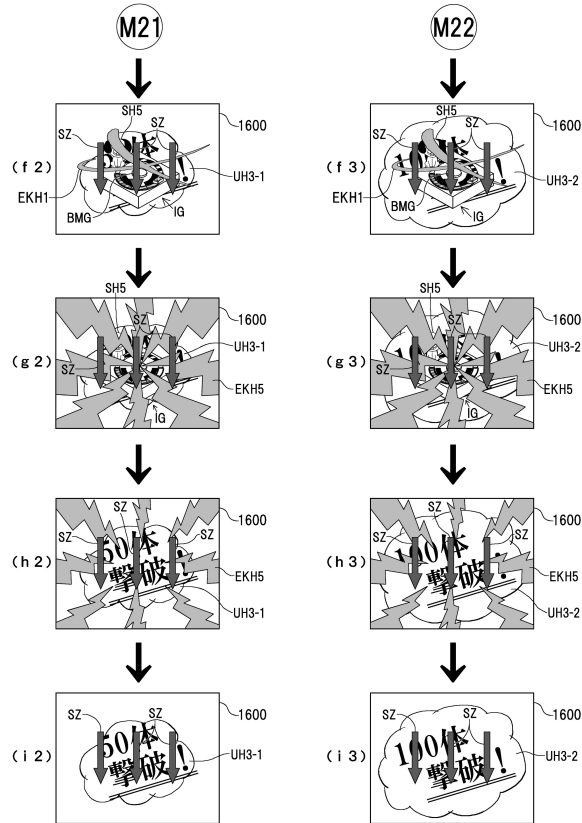 M21
M22
SH5
SZ
SZ
1600
(f2)
UH3-1
EKH1
BMG
IG
SH5
SZ
SZ
1600
100体
!
(f3)
UH3-2
EKH1
BMG
IG
SH5
SZ
1600
UH3-1
(g2)
SZ
EKH5
IG
SH5
SZ
1600
UH3-2
(g3)
SZ
EKH5
IG
SZ
1600
SZ
SZ
50体
撃破!
(h2)
EKH5
UH3-1
SZ
1600
SZ
SZ
100体
撃破!
(h3)
EKH5
UH3-2
SZ
SZ
1600
50体
撃破!
(i2)
UH3-1
SZ
SZ
1600
100体
撃破!
(i3)
UH3-2